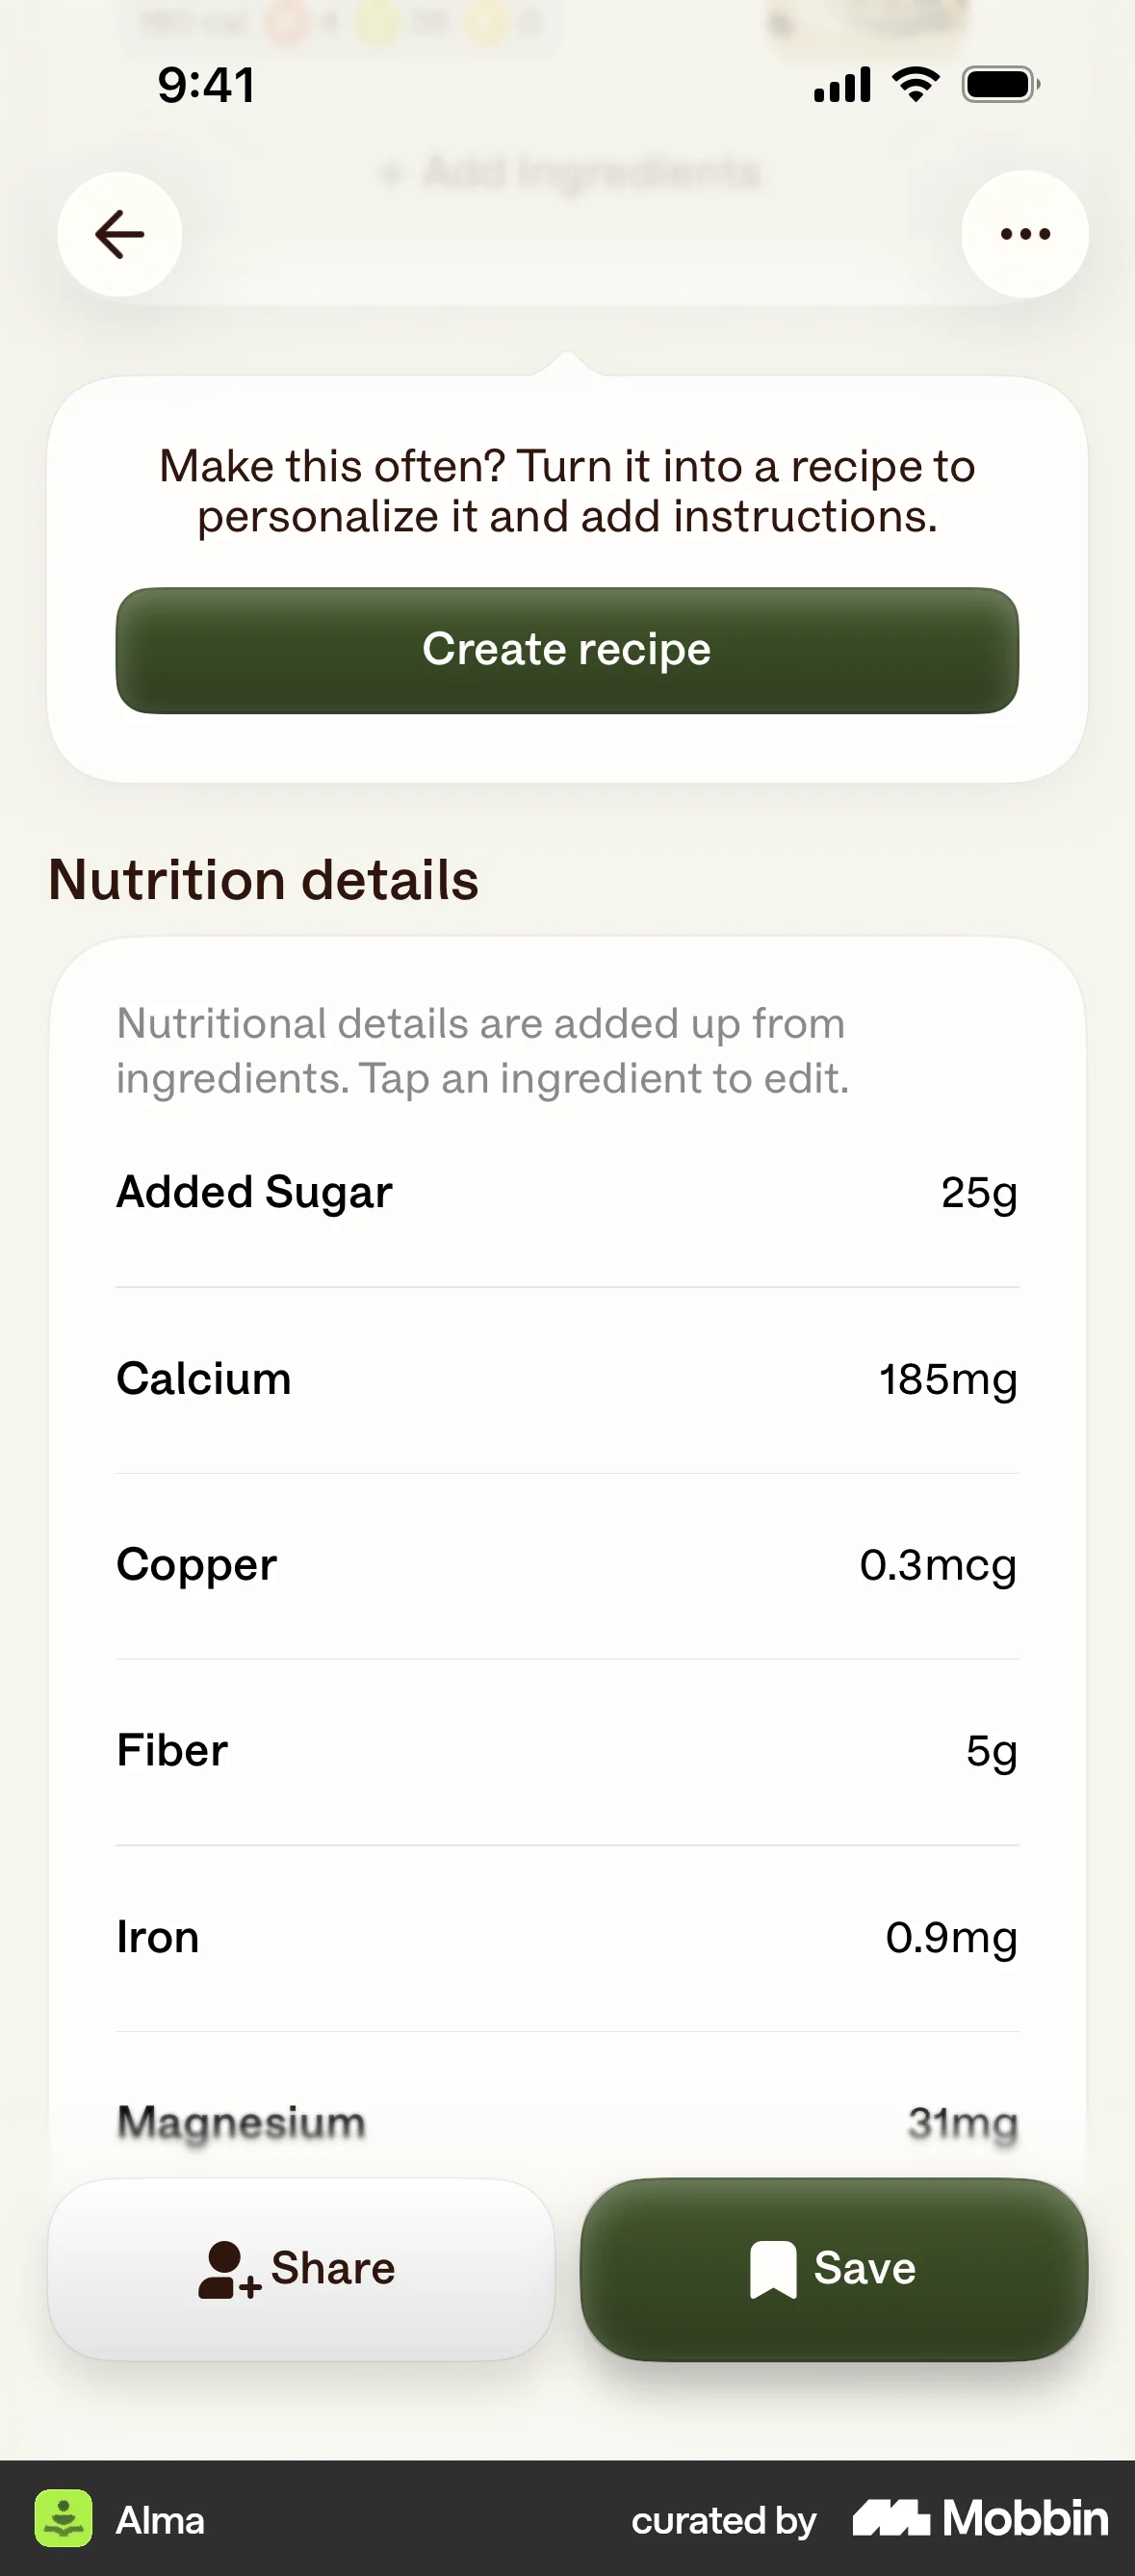 9:41
+ Add Ingredients
Make this often? Turn it into a recipe to
personalize it and add instructions.
Create recipe
Nutrition details
Nutritional details are added up from
ingredients. Tap an ingredient to edit.
Added Sugar 25g
Calcium 185mg
Copper 0.3mcg
Fiber 5g
Iron 0.9mg
Magnesium 31mg
Share Save
Alma curated by Mobbin